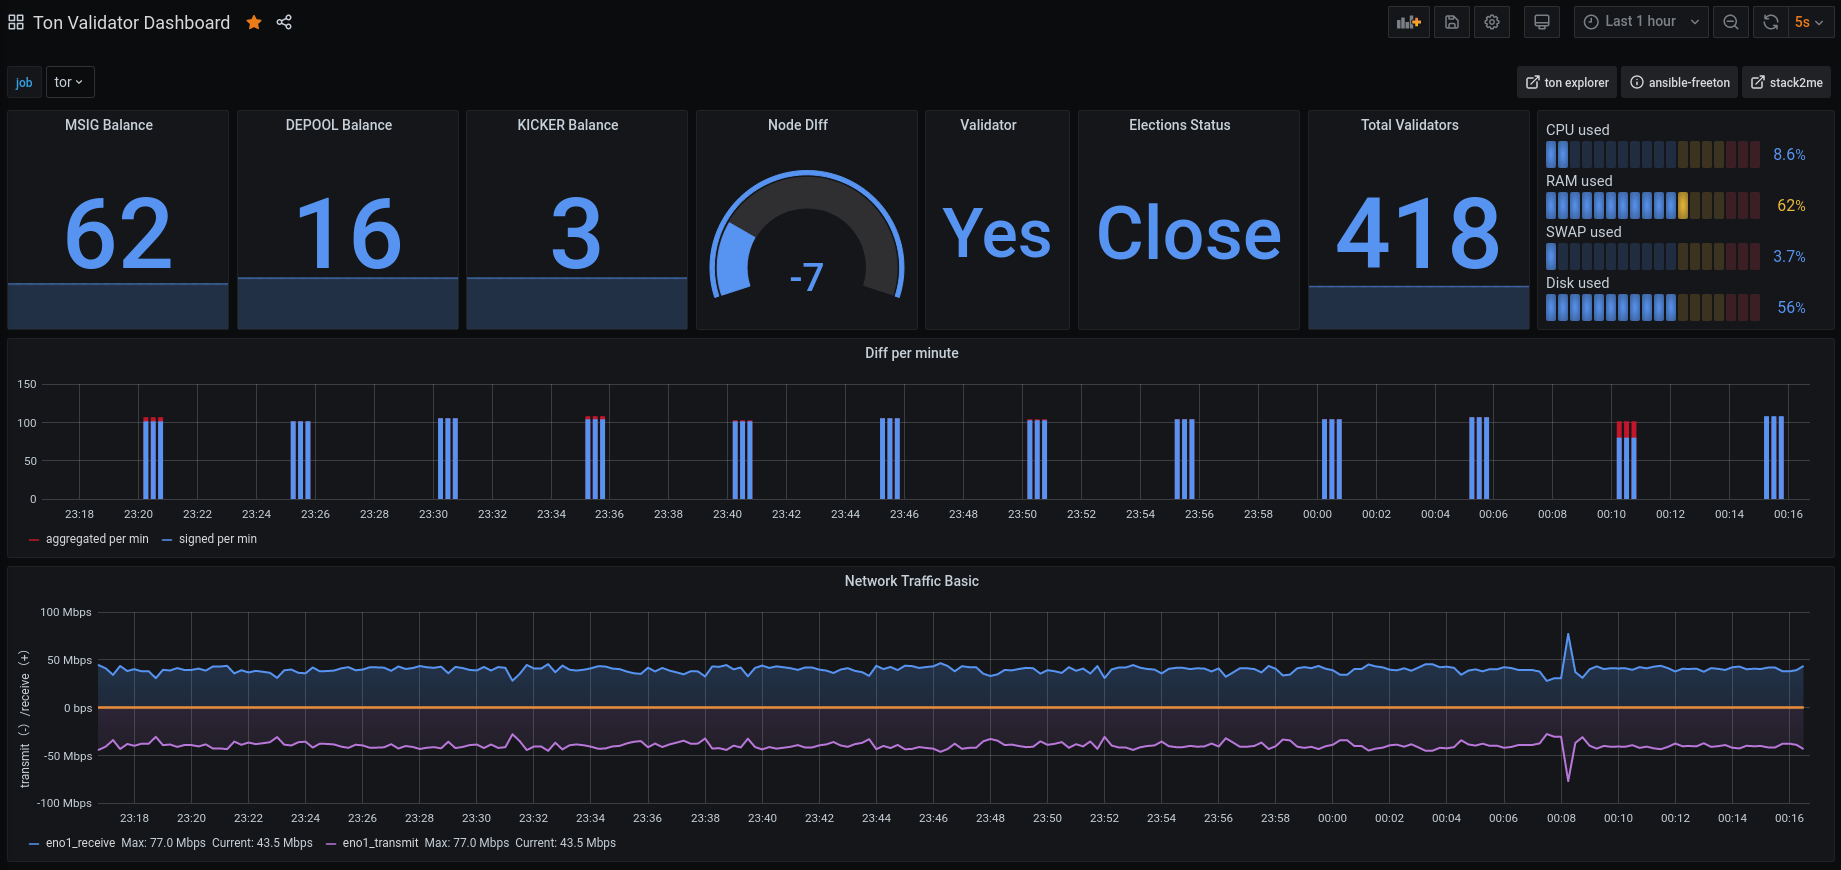 Ton Validator Dashboard
Last 1 hour
5s
job
tor
ton explorer
ansible-freeton
stack2me
MSIG Balance
62
DEPOOL Balance
16
KICKER Balance
3
Node DIff
-7
Validator
Yes
Elections Status
Close
Total Validators
418
CPU used
8.6%
RAM used
62%
SWAP used
3.7%
Disk used
56%
Diff per minute
150
100
50
0
23:18 23:20 23:22 23:24 23:26 23:28 23:30 23:32 23:34 23:36 23:38 23:40 23:42 23:44 23:46 23:48 23:50 23:52 23:54 23:56 23:58 00:00 00:02 00:04 00:06 00:08 00:10 00:12 00:14 00:16
aggregated per min signed per min
Network Traffic Basic
transmit (-) /receive (+)
100 Mbps
50 Mbps
0 bps
-50 Mbps
-100 Mbps
23:18 23:20 23:22 23:24 23:26 23:28 23:30 23:32 23:34 23:36 23:38 23:40 23:42 23:44 23:46 23:48 23:50 23:52 23:54 23:56 23:58 00:00 00:02 00:04 00:06 00:08 00:10 00:12 00:14 00:16
eno1_receive Max: 77.0 Mbps Current: 43.5 Mbps eno1_transmit Max: 77.0 Mbps Current: 43.5 Mbps